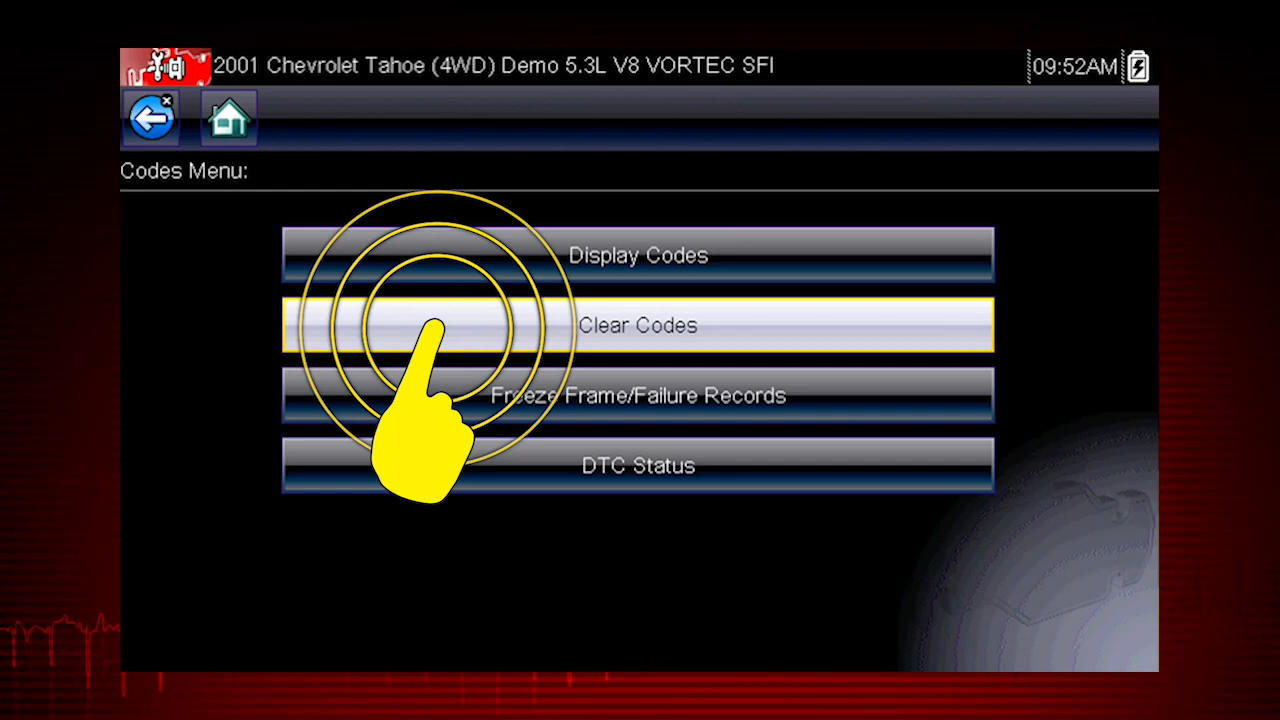 2001 Chevrolet Tahoe (4WD) Demo 5.3L V8 VORTEC SFI
09:52AM
Codes Menu:
Display Codes
Clear Codes
Freeze Frame/Failure Records
DTC Status